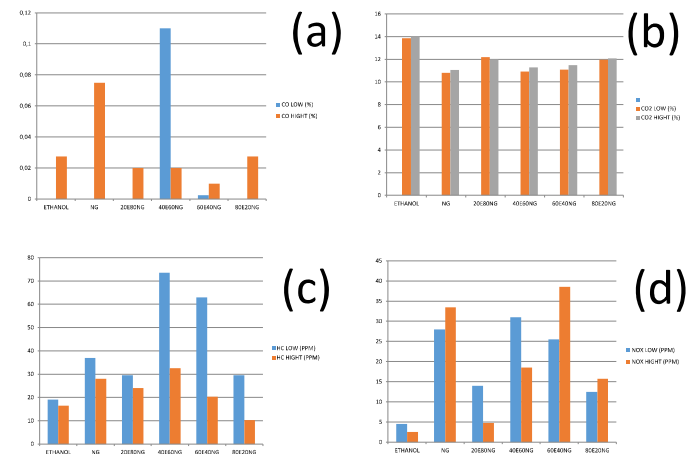 (a)
0,12
0,1
0,08
0,06
0,04
0,02
0
ETHANOL NG 20E80NG 40E60NG 60E40NG 80E20NG
CO LOW (%)
CO HIGHT (%)
(b)
16
14
12
10
8
6
4
2
0
ETHANOL NG 20E80NG 40E60NG 60E40NG 80E20NG
CO2 LOW (%)
CO2 HIGHT (%)
(c)
80
70
60
50
40
30
20
10
0
ETHANOL NG 20E80NG 40E60NG 60E40NG 80E20NG
HC LOW (PPM)
HC HIGHT (PPM)
(d)
45
40
35
30
25
20
15
10
5
0
ETHANOL NG 20E80NG 40E60NG 60E40NG 80E20NG
NOX LOW (PPM)
NOX HIGHT (PPM)